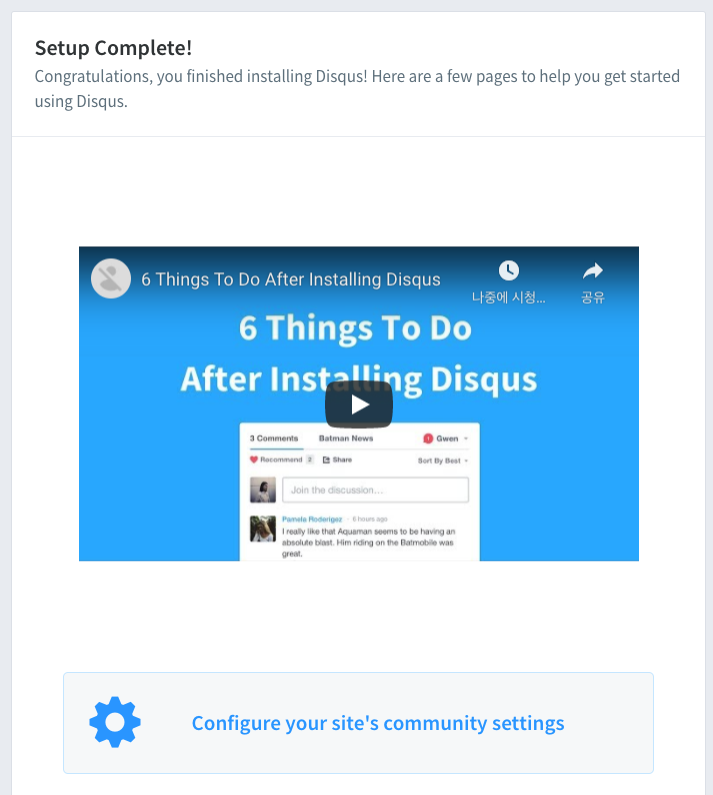 Setup Complete!
Congratulations, you finished installing Disqus! Here are a few pages to help you get started
using Disqus.
6 Things To Do After Installing Disqus
나중에 시청...
공유
6 Things To Do
After Installing Disqus
3 Comments
Batman News
1
Gwen
Recommend 2
Share
Sort By Best
Join the discussion...
Pamela Roderigez · 6 hours ago
I really like that Aquaman seems to be having an
absolute blast. Him riding on the Batmobile was
great.
Configure your site's community settings